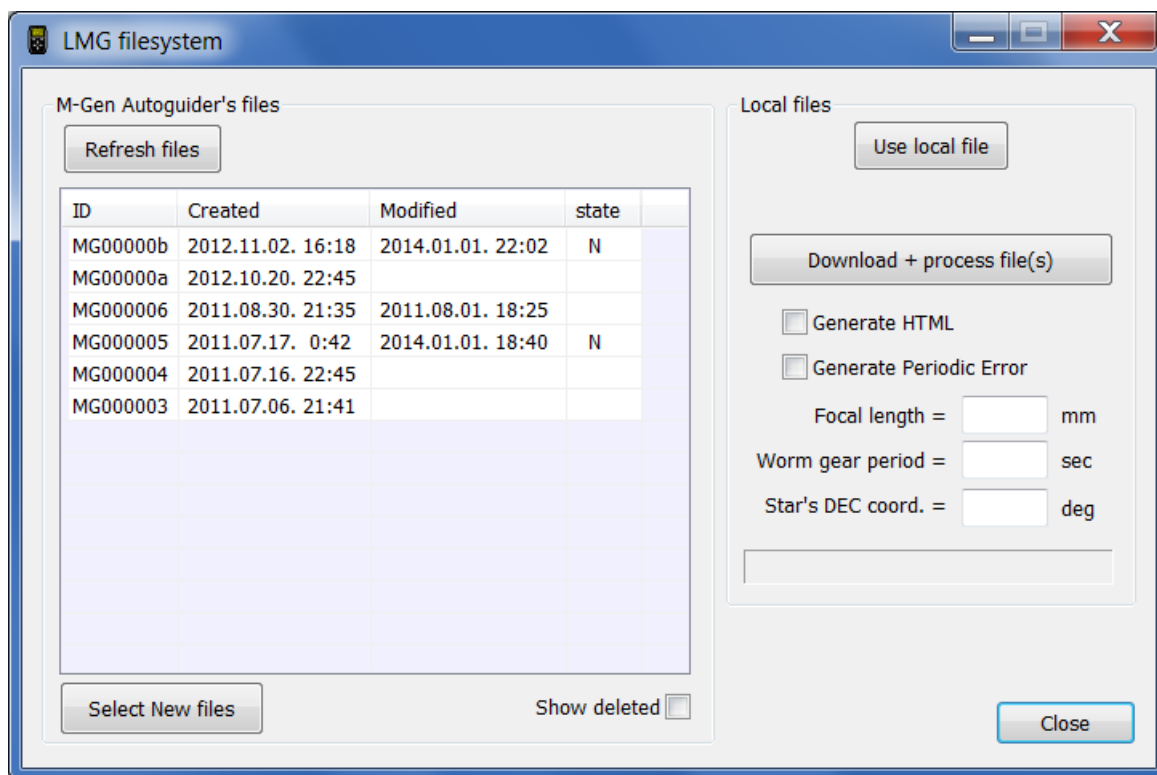 LMG filesystem
M-Gen Autoguider's files
Refresh files
ID Created Modified state
MG00000b 2012.11.02. 16:18 2014.01.01. 22:02 N
MG00000a 2012.10.20. 22:45
MG000006 2011.08.30. 21:35 2011.08.01. 18:25
MG000005 2011.07.17. 0:42 2014.01.01. 18:40 N
MG000004 2011.07.16. 22:45
MG000003 2011.07.06. 21:41
Select New files
Show deleted
Local files
Use local file
Download + process file(s)
Generate HTML
Generate Periodic Error
Focal length = mm
Worm gear period = sec
Star's DEC coord. = deg
Close